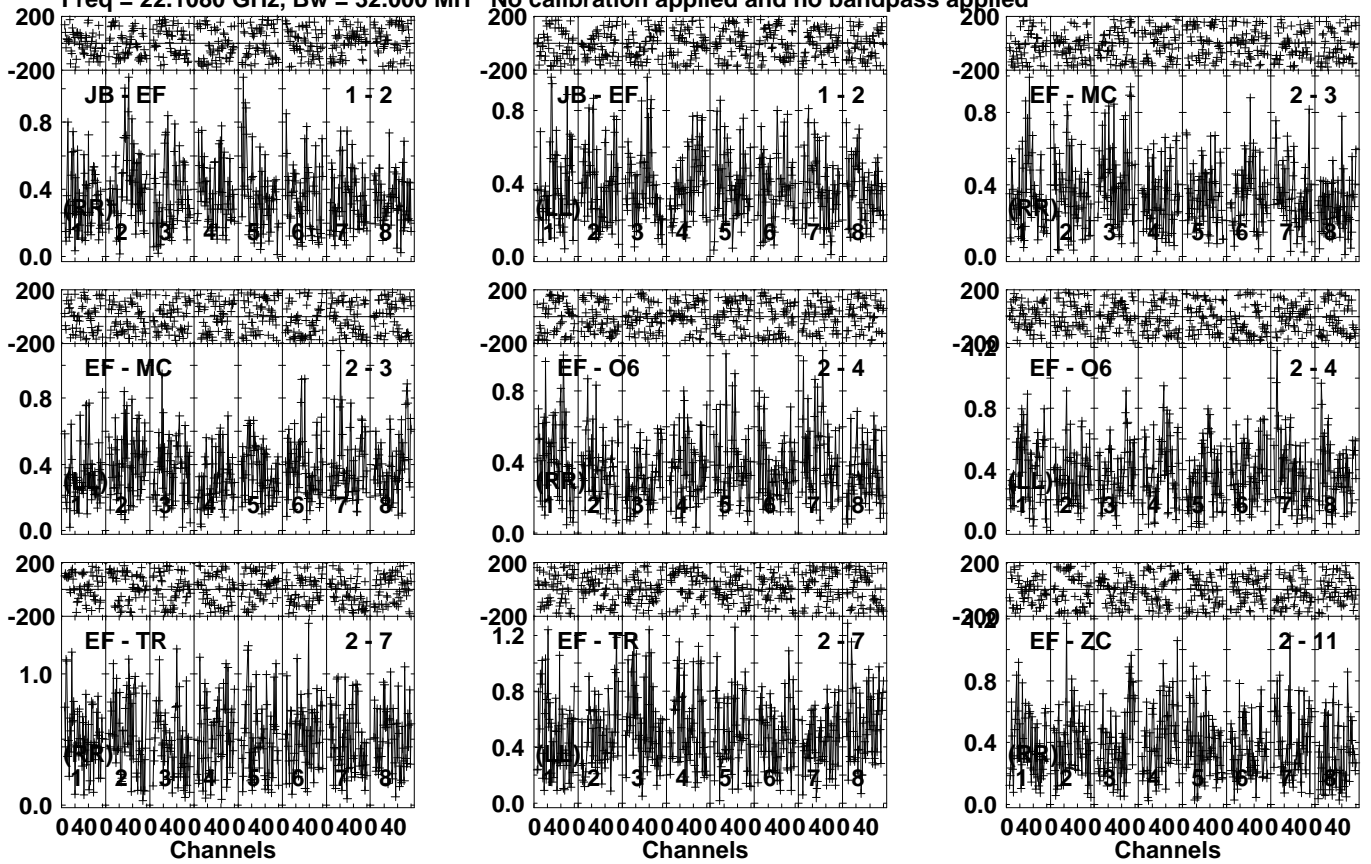 Freq = 22.1080 GHz, Bw = 32.000 MH No calibration applied and no bandpass applied
200 200 200
-200 -200 -200
JB - EF 1 - 2 JB - EF 1 - 2 EF - MC 2 - 3
0.8 0.8 0.8
0.4 0.4 0.4
(RR) (LL) (RR)
1 2 3 4 5 6 7 8 1 2 3 4 5 6 7 8 1 2 3 4 5 6 7 8
0.0 0.0 0.0
200 200 200
-200 -200 -200
1.2
EF - MC 2 - 3 EF - O6 2 - 4 EF - O6 2 - 4
0.8 0.8 0.8
0.4 0.4 0.4
(LL) (RR) (LL)
1 2 3 4 5 6 7 8 1 2 3 4 5 6 7 8 1 2 3 4 5 6 7 8
0.0 0.0 0.0
200 200 200
-200 -200 -200
1.2
EF - TR 2 - 7 1.2 EF - TR 2 - 7 EF - ZC 2 - 11
1.0 0.8 0.8
0.4 0.4
(RR) (LL) (RR)
1 2 3 4 5 6 7 8 1 2 3 4 5 6 7 8 1 2 3 4 5 6 7 8
0.0 0.0 0.0
0 40 0 40 0 40 0 40 0 40 0 40 0 40 0 40 0 40 0 40 0 40 0 40 0 40 0 40 0 40 0 40 0 40 0 40 0 40 0 40 0 40 0 40 0 40 0 40
Channels Channels Channels